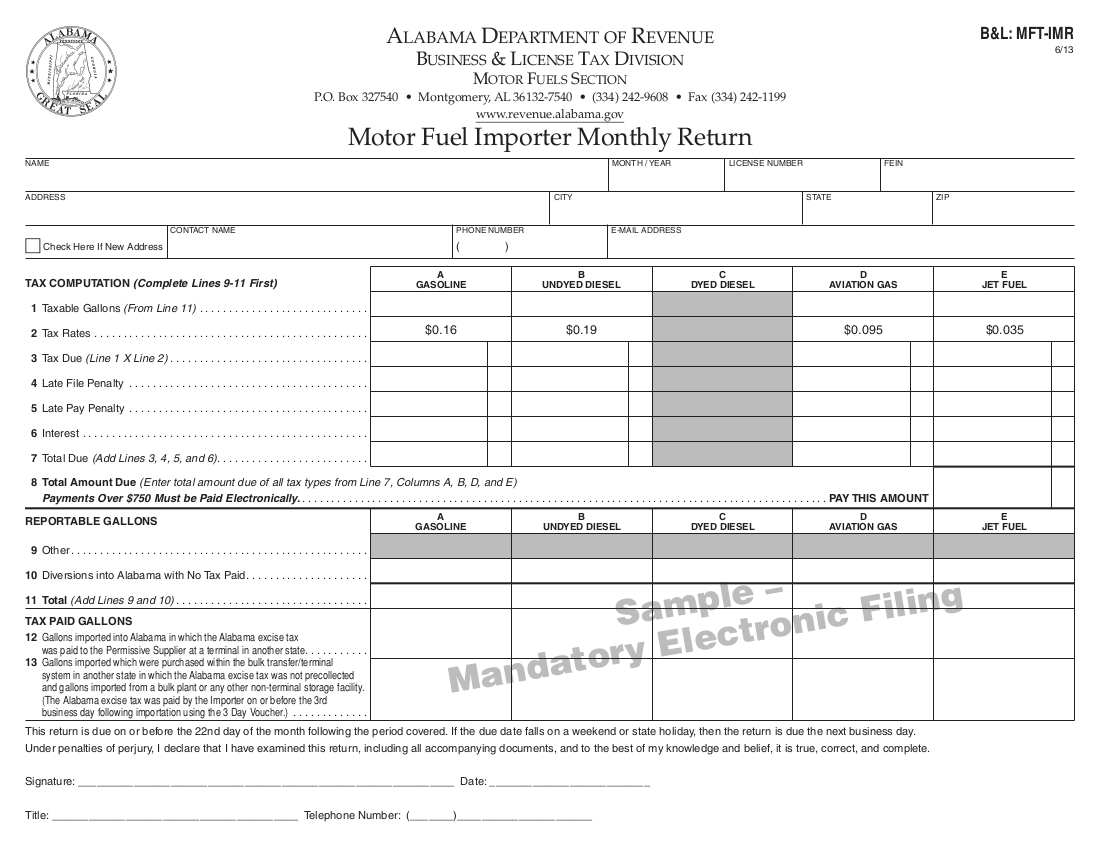 ALABAMA
GREAT SEAL
ALABAMA DEPARTMENT OF REVENUE
BUSINESS & LICENSE TAX DIVISION
MOTOR FUELS SECTION
P.O. Box 327540 • Montgomery, AL 36132-7540 • (334) 242-9608 • Fax (334) 242-1199
www.revenue.alabama.gov
Motor Fuel Importer Monthly Return
B&L: MFT-IMR
6/13
NAME MONTH / YEAR LICENSE NUMBER FEIN
ADDRESS CITY STATE ZIP
CONTACT NAME PHONE NUMBER E-MAIL ADDRESS
Check Here If New Address ( )
A B C D E
TAX COMPUTATION (Complete Lines 9-11 First) GASOLINE UNDYED DIESEL DYED DIESEL AVIATION GAS JET FUEL
1 Taxable Gallons (From Line 11) . . . . . . . . . . . . . . . . . . . . . . . . . . . .
2 Tax Rates . . . . . . . . . . . . . . . . . . . . . . . . . . . . . . . . . . . . . . . . . . . . . $0.16 $0.19 $0.095 $0.035
3 Tax Due (Line 1 X Line 2) . . . . . . . . . . . . . . . . . . . . . . . . . . . . . . . . .
4 Late File Penalty . . . . . . . . . . . . . . . . . . . . . . . . . . . . . . . . . . . . . . . .
5 Late Pay Penalty . . . . . . . . . . . . . . . . . . . . . . . . . . . . . . . . . . . . . . . .
6 Interest . . . . . . . . . . . . . . . . . . . . . . . . . . . . . . . . . . . . . . . . . . . . . . .
7 Total Due (Add Lines 3, 4, 5, and 6). . . . . . . . . . . . . . . . . . . . . . . . .
8 Total Amount Due (Enter total amount due of all tax types from Line 7, Columns A, B, D, and E)
Payments Over $750 Must be Paid Electronically. . . . . . . . . . . . . . . . . . . . . . . . . . . . . . . . . . . . . . . . PAY THIS AMOUNT
A B C D E
REPORTABLE GALLONS GASOLINE UNDYED DIESEL DYED DIESEL AVIATION GAS JET FUEL
9 Other. . . . . . . . . . . . . . . . . . . . . . . . . . . . . . . . . . . . . . . . . . . . . . . . .
10 Diversions into Alabama with No Tax Paid. . . . . . . . . . . . . . . . . . . .
11 Total (Add Lines 9 and 10) . . . . . . . . . . . . . . . . . . . . . . . . . . . . . . . .
Sample –
Mandatory Electronic Filing
TAX PAID GALLONS
12 Gallons imported into Alabama in which the Alabama excise tax
was paid to the Permissive Supplier at a terminal in another state. . . . . . . . . .
13 Gallons imported which were purchased within the bulk transfer/terminal
system in another state in which the Alabama excise tax was not precollected
and gallons imported from a bulk plant or any other non-terminal storage facility.
(The Alabama excise tax was paid by the Importer on or before the 3rd
business day following importation using the 3 Day Voucher.) . . . . . . . . . . . .
This return is due on or before the 22nd day of the month following the period covered. If the due date falls on a weekend or state holiday, then the return is due the next business day.
Under penalties of perjury, I declare that I have examined this return, including all accompanying documents, and to the best of my knowledge and belief, it is true, correct, and complete.
Signature: ____________________ Date: ____________________
Title: ____________________ Telephone Number: (_______)____________________